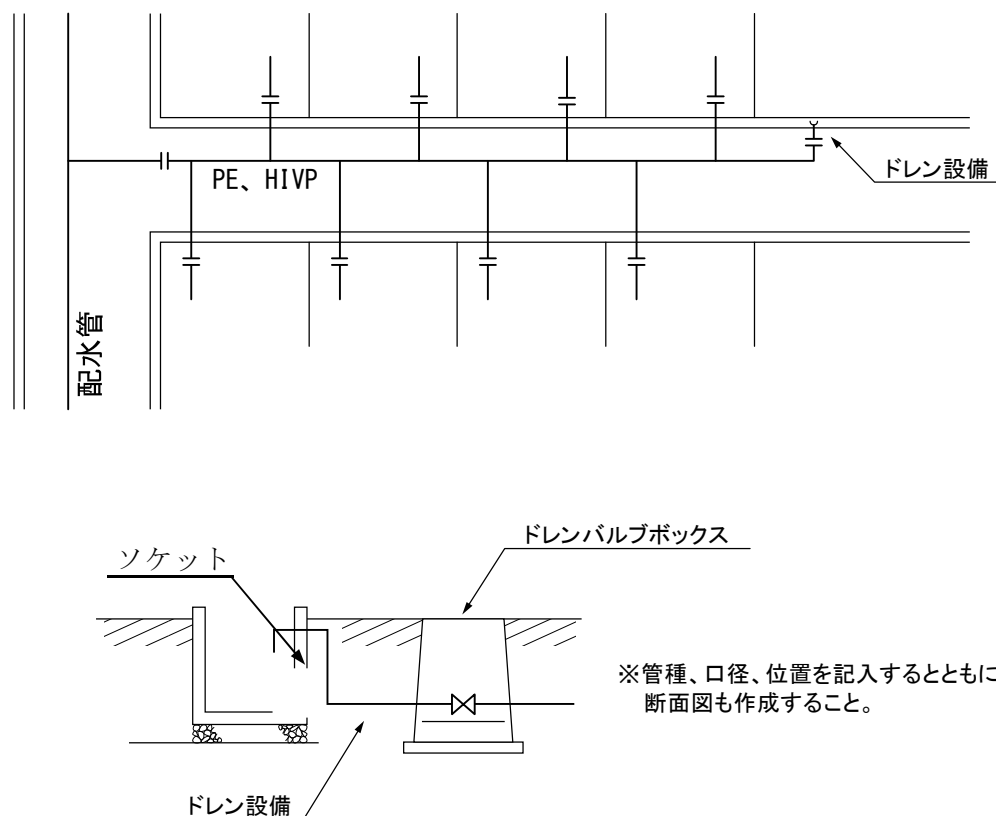 PE、HIVP
ドレン設備
配水管
ドレンバルブボックス
ソケット
※管種、口径、位置を記入するとともに
断面図も作成すること。
ドレン設備